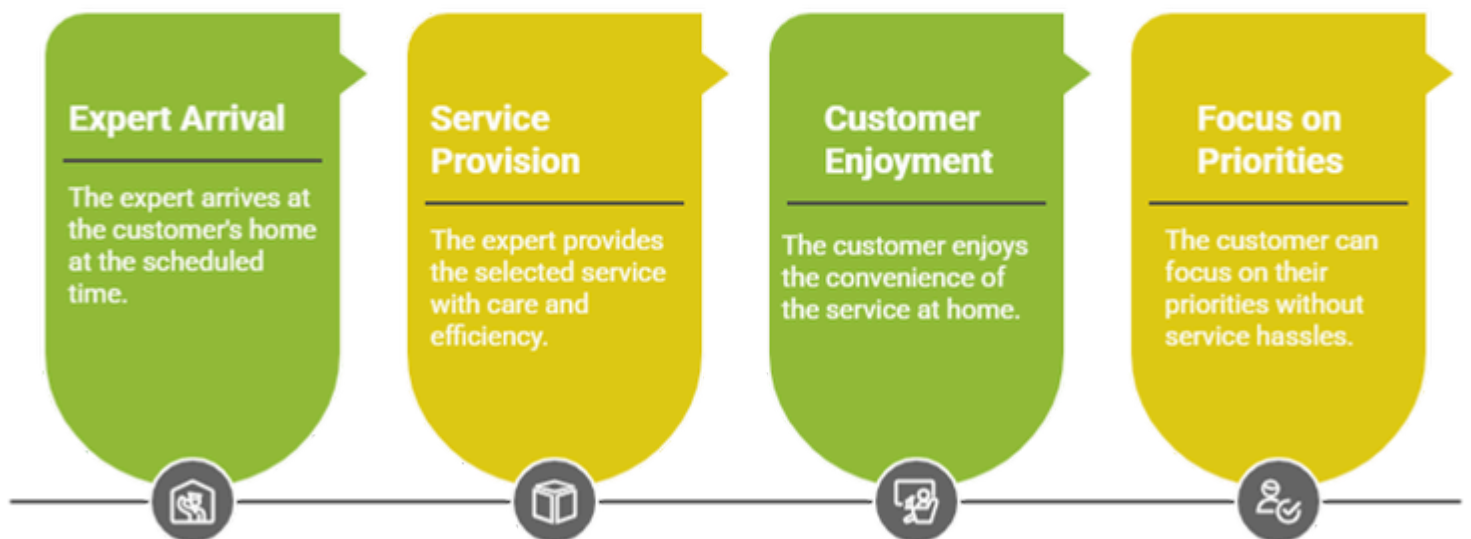 Expert Arrival
The expert arrives at
the customer's home
at the scheduled
time.
Service
Provision
The expert provides
the selected service
with care and
efficiency.
Customer
Enjoyment
The customer enjoys
the convenience of
the service at home.
Focus on
Priorities
The customer can
focus on their
priorities without
service hassles.